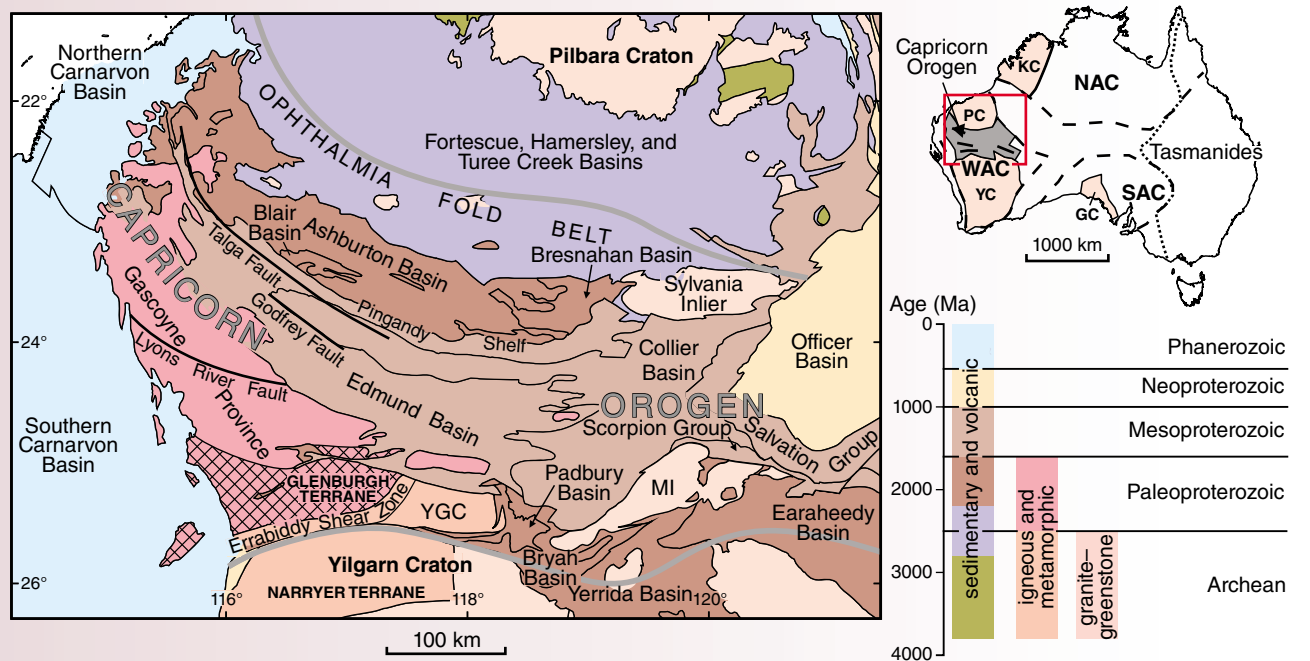 Northern
Carnarvon
Basin
Pilbara Craton
22°
OPHTHALMIA
FOLD
BELT
Fortescue, Hamersley, and
Turee Creek Basins
CAPRICORN
Blair
Basin
Ashburton Basin
Bresnahan Basin
Talga Fault
Sylvania
Inlier
Gascoyne
Province
Godfrey Fault
Pingandy
Shelf
24°
Lyons River Fault
Collier
Basin
Officer
Basin
Edmund Basin
OROGEN
Scorpion Group
Salvation Group
Southern
Carnarvon
Basin
Padbury
Basin
MI
GLENBURGH
TERRANE
YGC
Errabiddy Shear Zone
Earaheedy
Basin
Yilgarn Craton
Bryah
Basin
26°
NARRYER TERRANE
Yerrida Basin
116°
118°
120°
100 km
Capricorn
Orogen
KC
NAC
PC
Tasmanides
WAC
YC
SAC
GC
1000 km
Age (Ma)
0
1000
2000
3000
4000
sedimentary and volcanic
igneous and
metamorphic
granite–
greenstone
Phanerozoic
Neoproterozoic
Mesoproterozoic
Paleoproterozoic
Archean